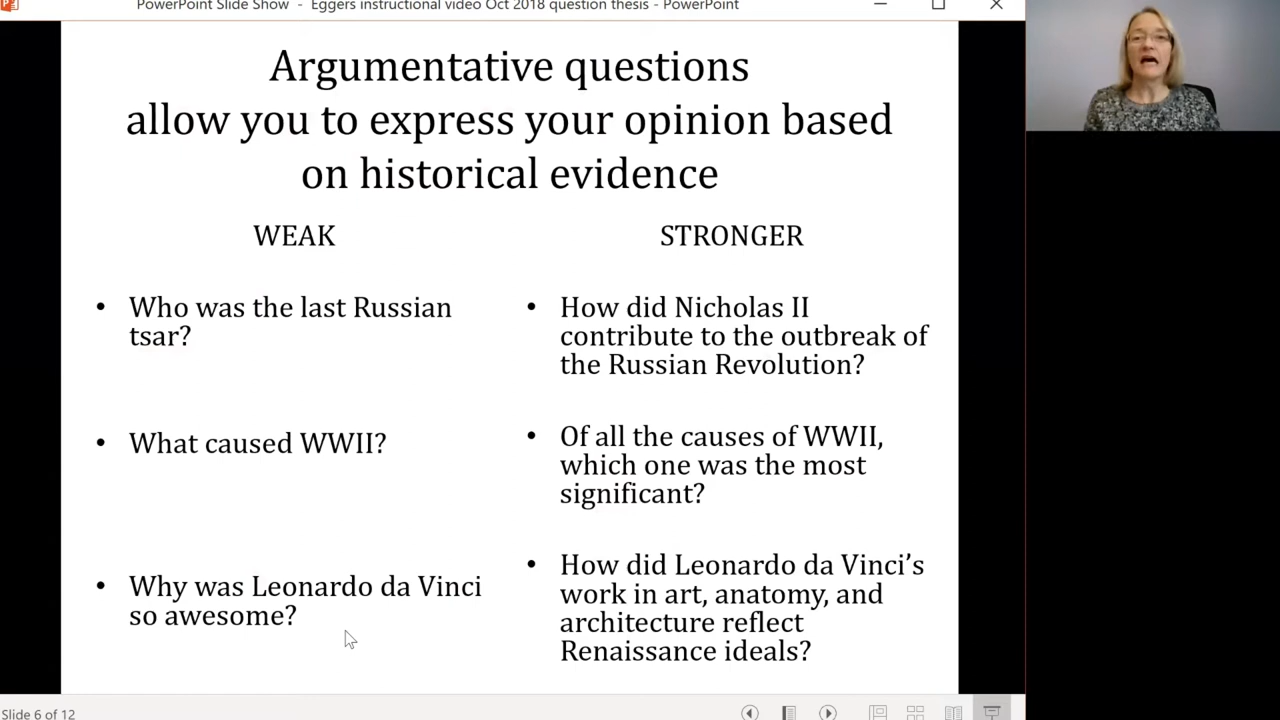 PowerPoint Slide Show - Eggers instructional video Oct 2018 question thesis - PowerPoint
Argumentative questions
allow you to express your opinion based
on historical evidence
WEAK
• Who was the last Russian
tsar?
• What caused WWII?
• Why was Leonardo da Vinci
so awesome?
STRONGER
• How did Nicholas II
contribute to the outbreak of
the Russian Revolution?
• Of all the causes of WWII,
which one was the most
significant?
• How did Leonardo da Vinci’s
work in art, anatomy, and
architecture reflect
Renaissance ideals?
Slide 6 of 12